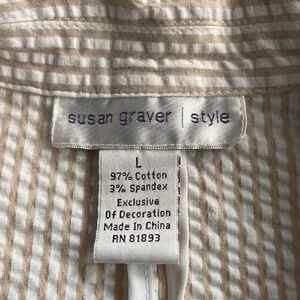 susan graver | style
L
97% Cotton
3% Spandex
Exclusive
Of Decoration
Made In China
RN 81893